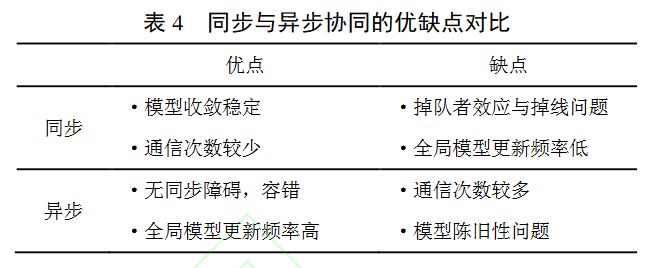 表 4 同步与异步协同的优缺点对比
优点 缺点
• 模型收敛稳定 • 掉队者效应与掉线问题
同步
• 通信次数较少 • 全局模型更新频率低
• 无同步障碍，容错 • 通信次数较多
异步
• 全局模型更新频率高 • 模型陈旧性问题